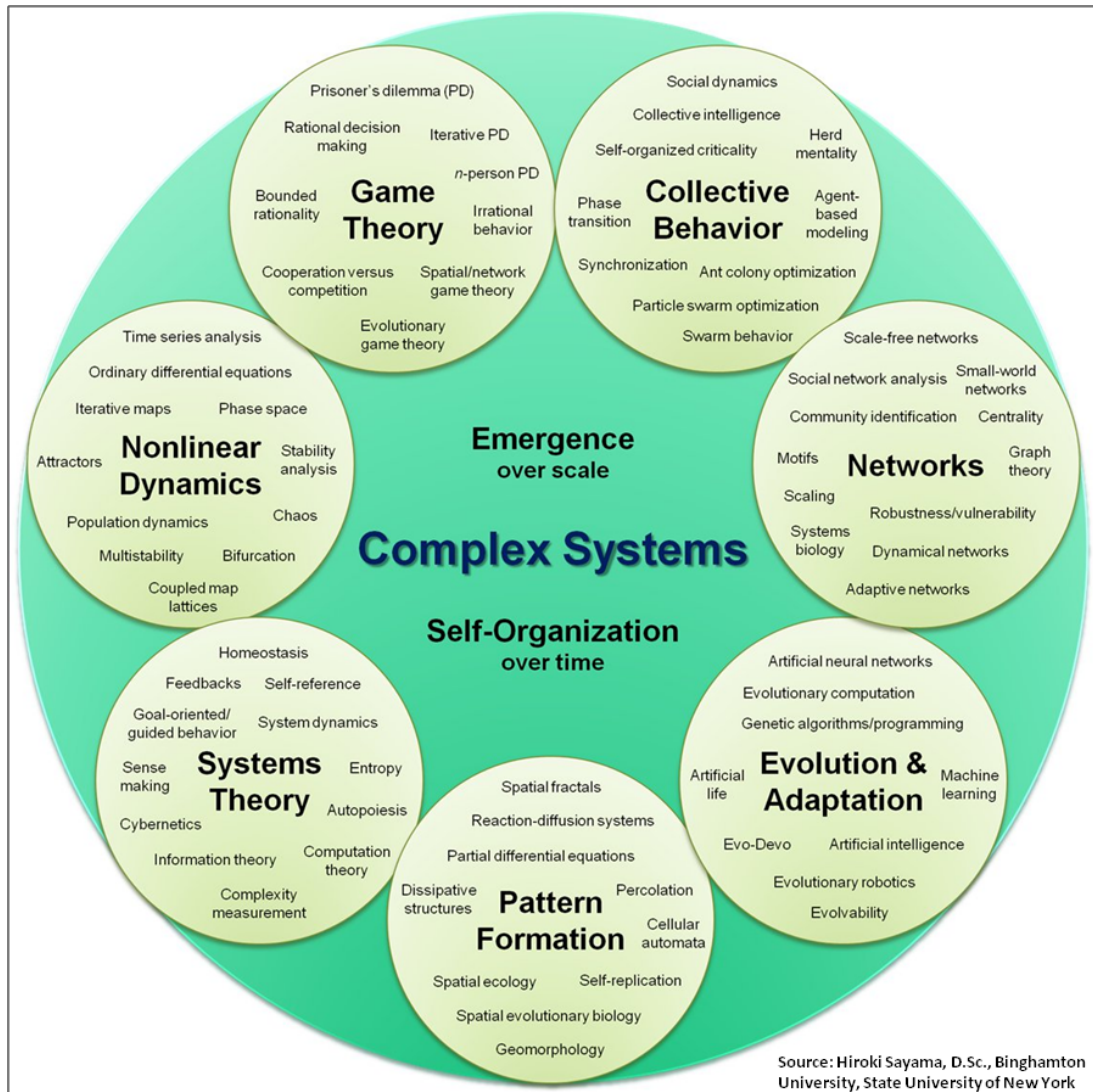 Prisoner's dilemma (PD)
Rational decision
making
Iterative PD
n-person PD
Game
Theory
Bounded
rationality
Irrational
behavior
Cooperation versus
competition
Spatial/network
game theory
Evolutionary
game theory
Social dynamics
Collective intelligence
Herd
mentality
Self-organized criticality
Collective
Behavior
Phase
transition
Agent-
based
modeling
Synchronization
Ant colony optimization
Particle swarm optimization
Swarm behavior
Time series analysis
Ordinary differential equations
Iterative maps
Phase space
Nonlinear
Dynamics
Attractors
Stability
analysis
Population dynamics
Chaos
Multistability
Bifurcation
Coupled map
lattices
Emergence
over scale
Complex Systems
Self-Organization
over time
Scale-free networks
Social network analysis
Small-world
networks
Community identification
Centrality
Motifs
Networks
Graph
theory
Scaling
Robustness/vulnerability
Systems
biology
Dynamical networks
Adaptive networks
Homeostasis
Feedbacks
Self-reference
Goal-oriented/
guided behavior
System dynamics
Sense
making
Systems
Theory
Entropy
Autopoiesis
Cybernetics
Information theory
Computation
theory
Complexity
measurement
Spatial fractals
Reaction-diffusion systems
Partial differential equations
Dissipative
structures
Percolation
Pattern
Formation
Cellular
automata
Spatial ecology
Self-replication
Spatial evolutionary biology
Geomorphology
Artificial neural networks
Evolutionary computation
Genetic algorithms/programming
Artificial
life
Evolution &
Adaptation
Machine
learning
Evo-Devo
Artificial intelligence
Evolutionary robotics
Evolvability
Source: Hiroki Sayama, D.Sc., Binghamton
University, State University of New York